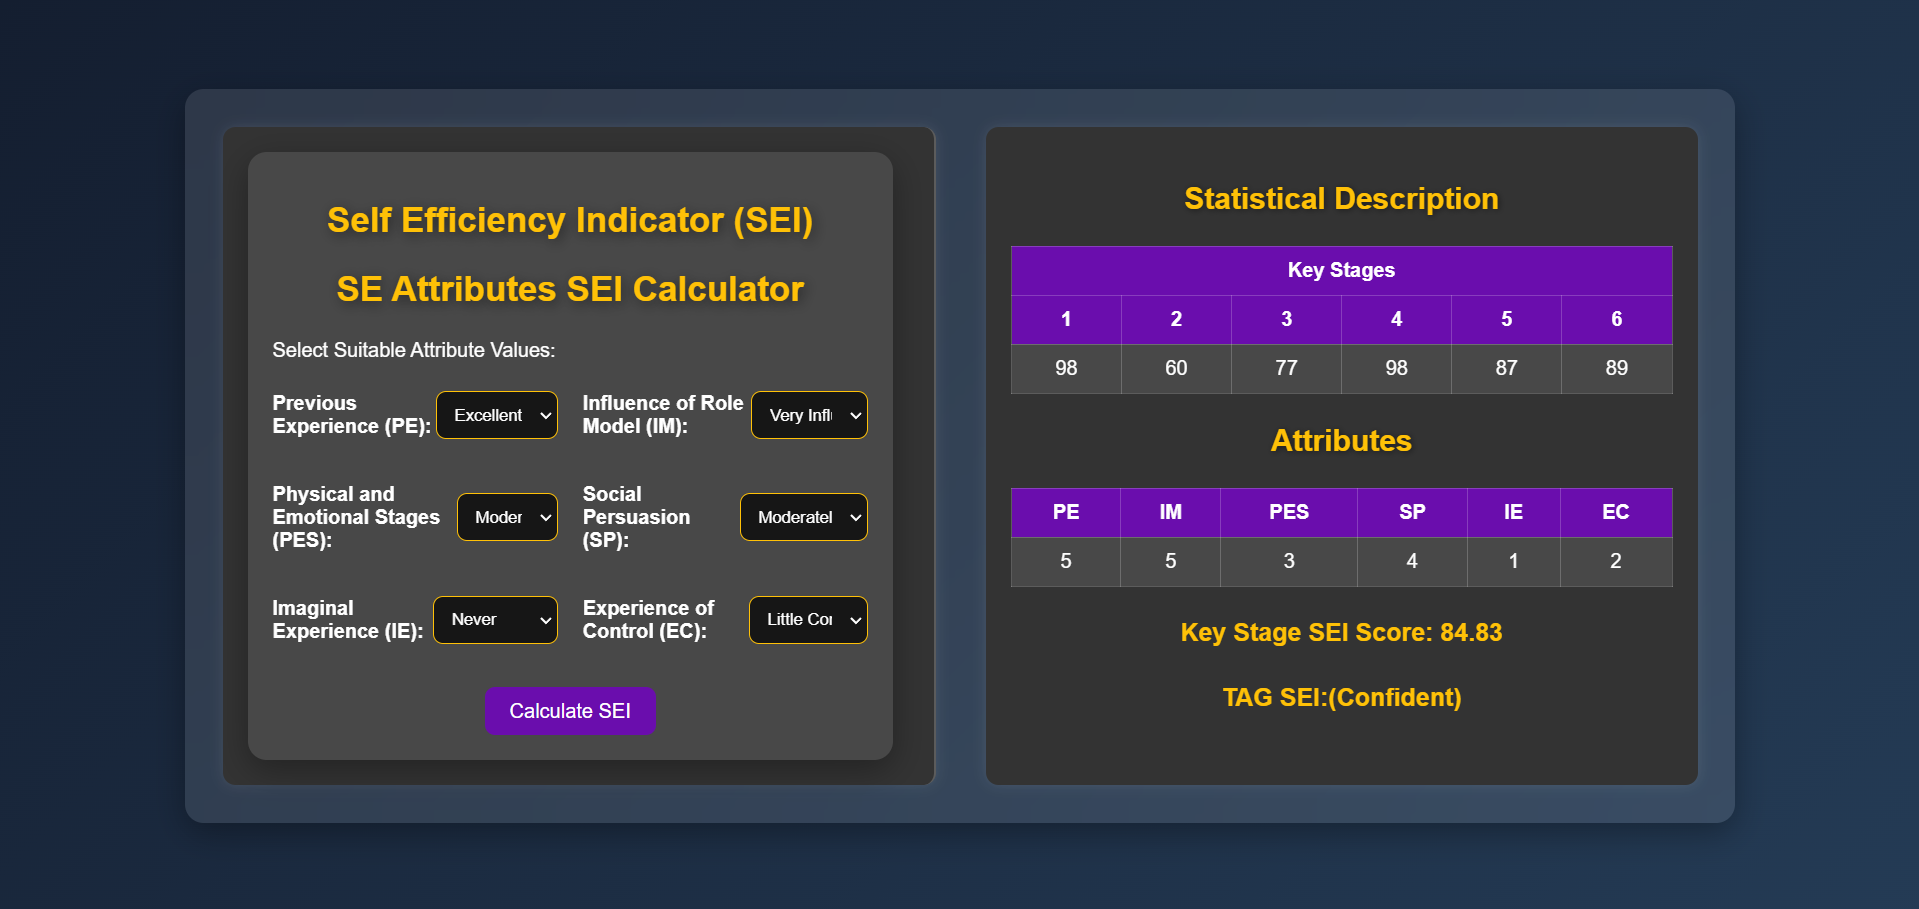 Self Efficiency Indicator (SEI)
SE Attributes SEI Calculator
Select Suitable Attribute Values:
Previous
Experience (PE):
Excellent
Influence of Role
Model (IM):
Very Infl
Physical and
Emotional Stages
(PES):
Moder
Social
Persuasion
(SP):
Moderatel
Imaginal
Experience (IE):
Never
Experience of
Control (EC):
Little Cor
Calculate SEI
Statistical Description
Key Stages
1 2 3 4 5 6
98 60 77 98 87 89
Attributes
PE IM PES SP IE EC
5 5 3 4 1 2
Key Stage SEI Score: 84.83
TAG SEI:(Confident)